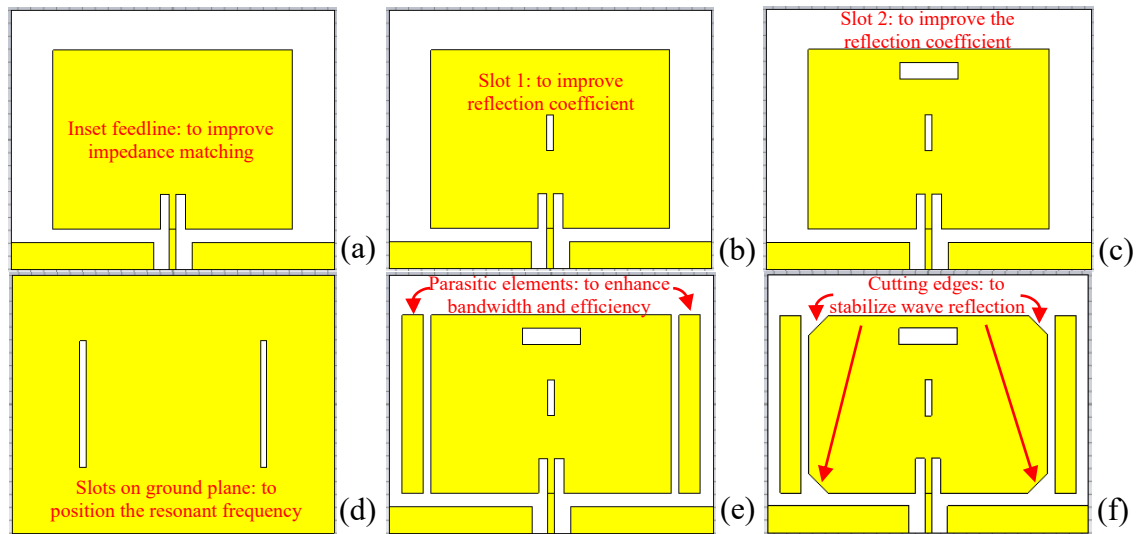 Inset feedline: to improve
impedance matching
(a)
Slot 1: to improve
reflection coefficient
(b)
Slot 2: to improve the
reflection coefficient
(c)
Slots on ground plane: to
position the resonant frequency
(d)
Parasitic elements: to enhance
bandwidth and efficiency
(e)
Cutting edges: to
stabilize wave reflection
(f)